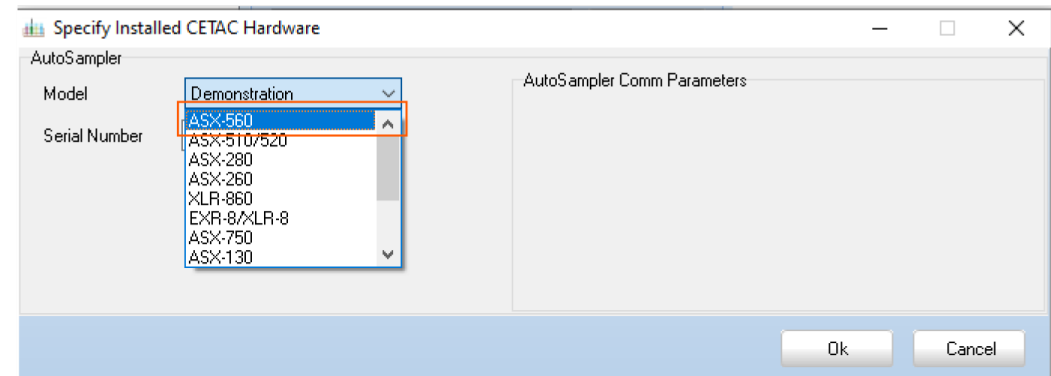 Specify Installed CETAC Hardware
AutoSampler
Model
Demonstration
ASX-560
Serial Number
ASX-510/520
ASX-280
ASX-260
XLR-860
EXR-8/XLR-8
ASX-750
ASX-130
AutoSampler Comm Parameters
Ok
Cancel